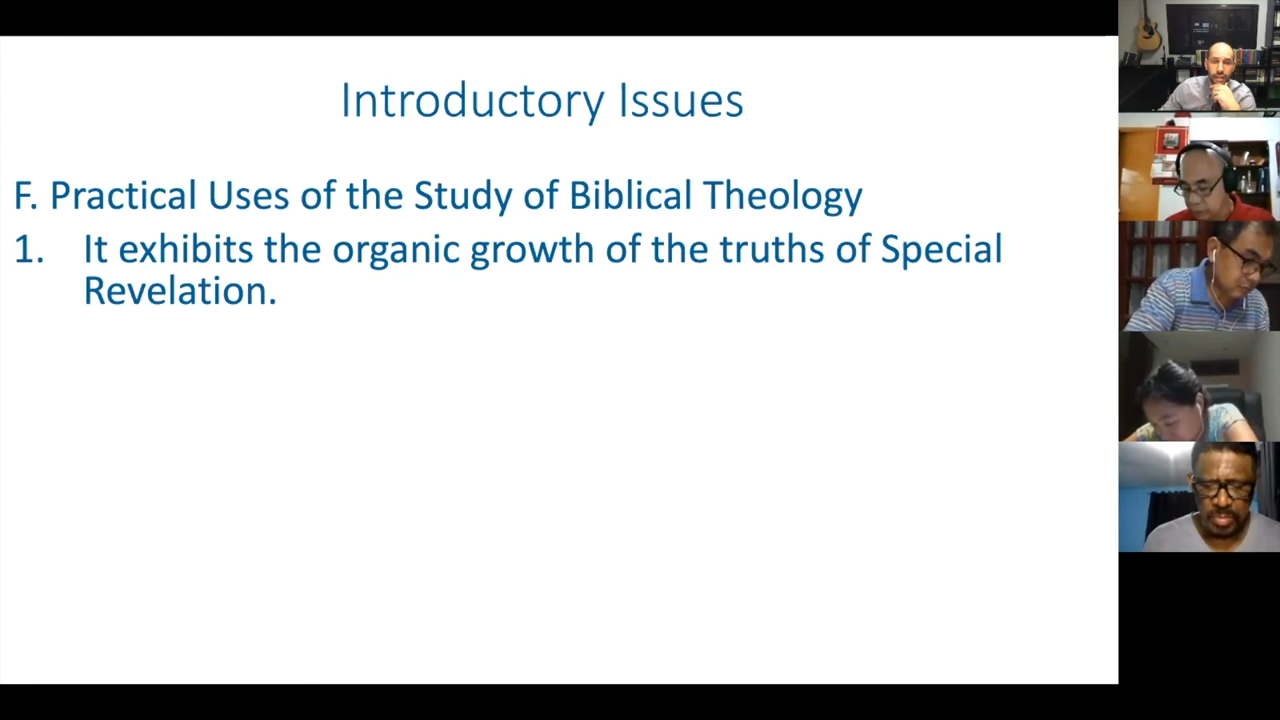 Introductory Issues
F. Practical Uses of the Study of Biblical Theology
1. It exhibits the organic growth of the truths of Special
Revelation.